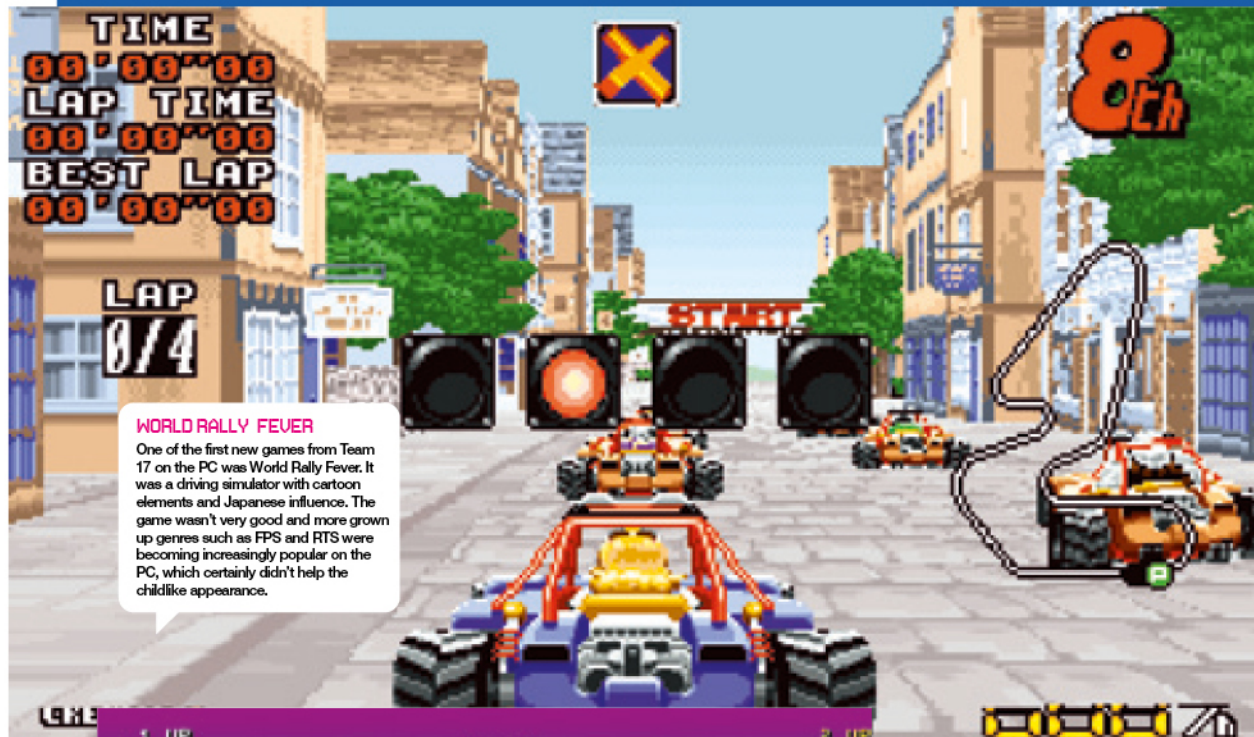 TIME
00'00"00
LAP TIME
00'00"00
BEST LAP
00'00"00
8th
LAP
0/4
START
WORLD RALLY FEVER
One of the first new games from Team
17 on the PC was World Rally Fever. It
was a driving simulator with cartoon
elements and Japanese influence. The
game wasn't very good and more grown
up genres such as FPS and RTS were
becoming increasingly popular on the
PC, which certainly didn't help the
childlike appearance.
P
1 UP
2 UP